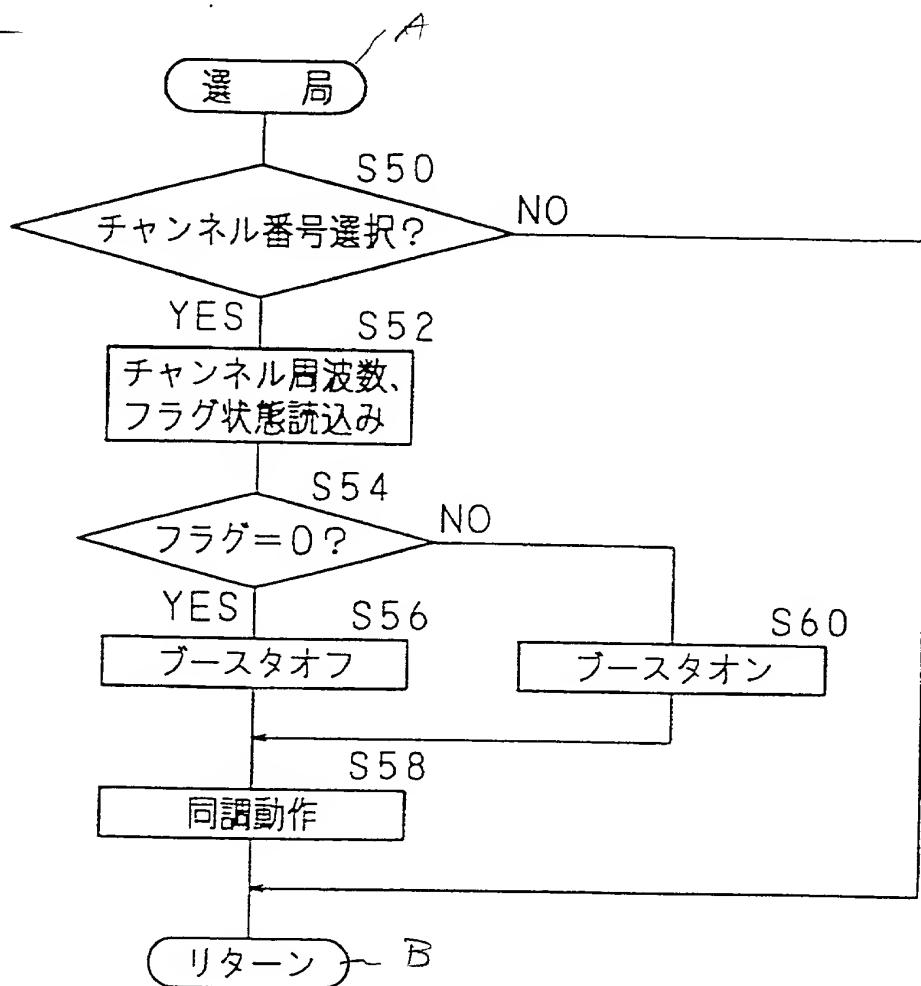 A
選 局
S50
チャンネル番号選択?
NO
YES
S52
チャンネル周波数、
フラグ状態読込み
S54
フラグ=0?
NO
YES
S56
ブースタオフ
S60
ブースタオン
S58
同調動作
リターン
B